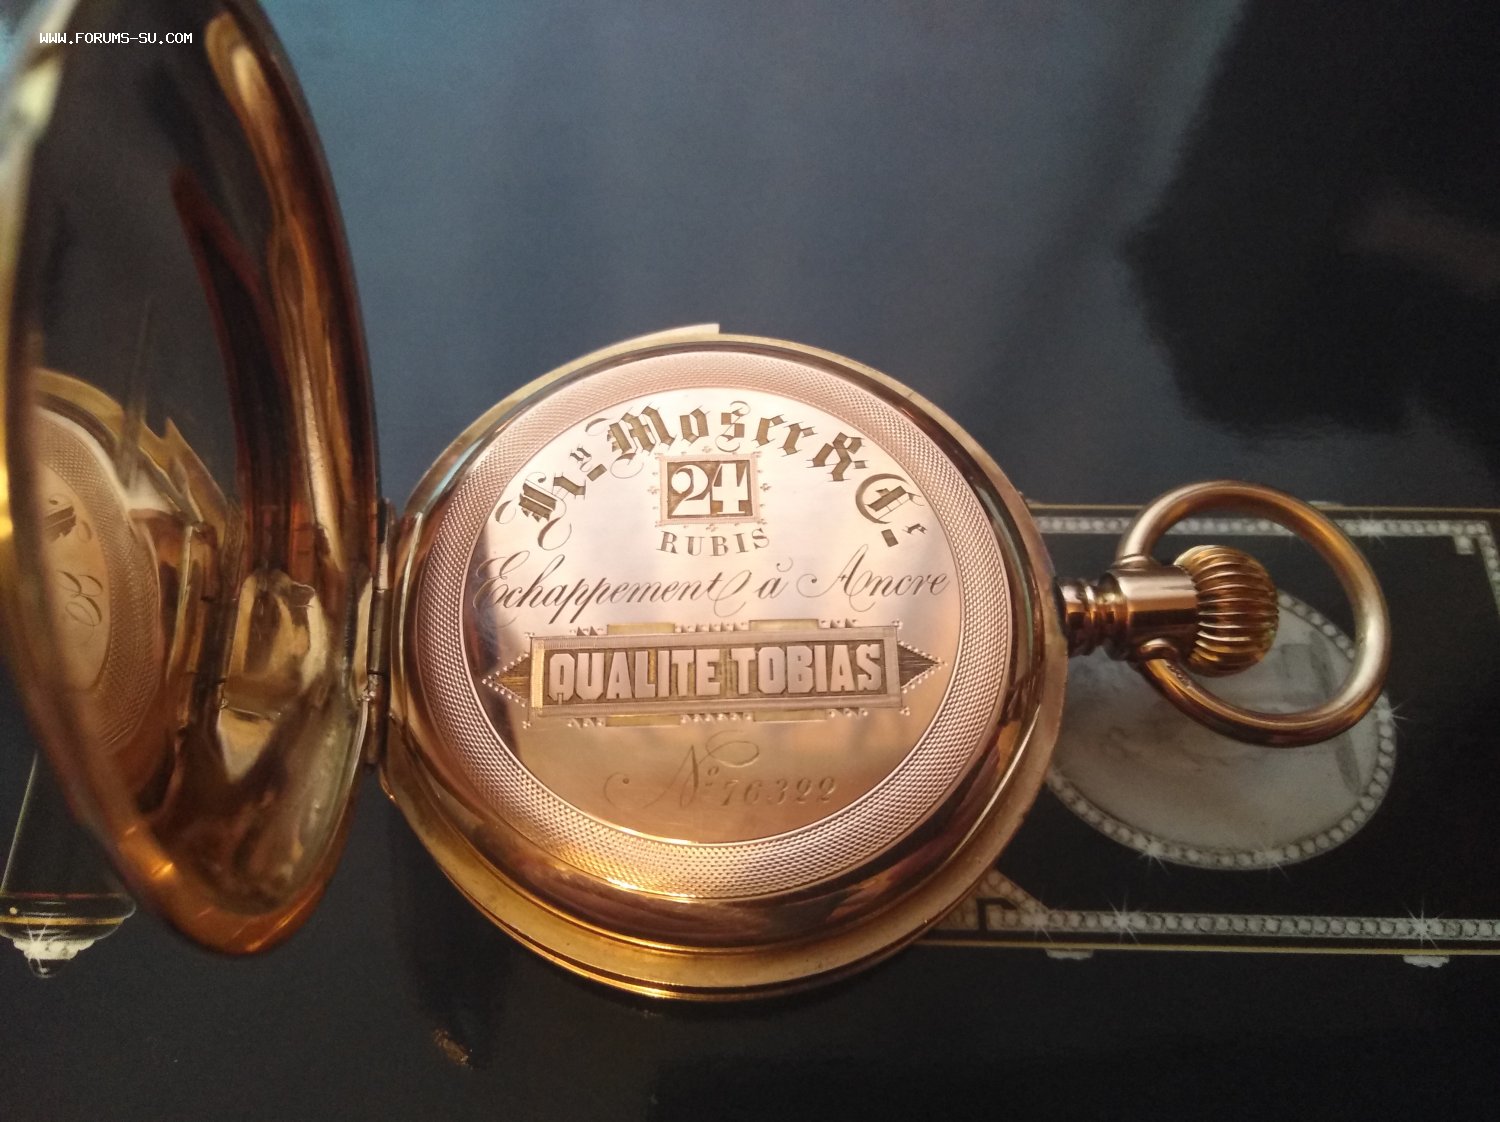 WWW.FORUMS-SU.COM
Hy. Moser & Cie.
24
RUBIS
Echappement à Ancre
QUALITE TOBIAS
No 76322